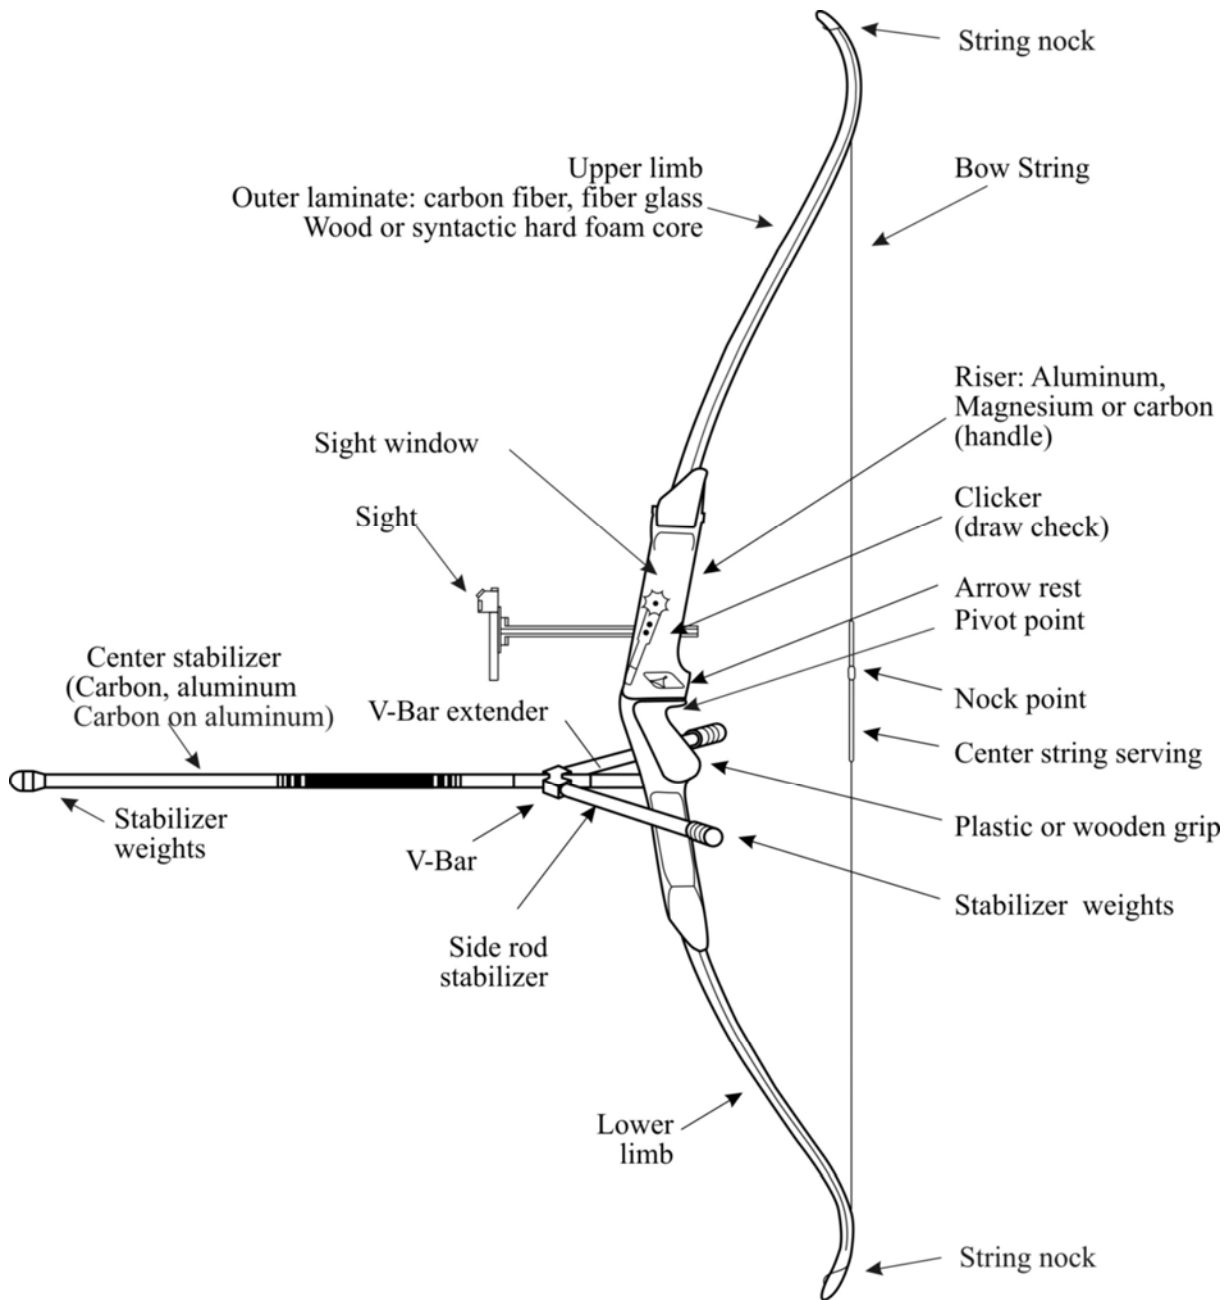 String nock
Upper limb
Outer laminate: carbon fiber, fiber glass
Wood or syntactic hard foam core
Bow String
Riser: Aluminum,
Magnesium or carbon
(handle)
Sight window
Clicker
(draw check)
Sight
Arrow rest
Pivot point
Center stabilizer
(Carbon, aluminum
Carbon on aluminum)
V-Bar extender
Nock point
Center string serving
Stabilizer
weights
V-Bar
Plastic or wooden grip
Stabilizer weights
Side rod
stabilizer
Lower
limb
String nock